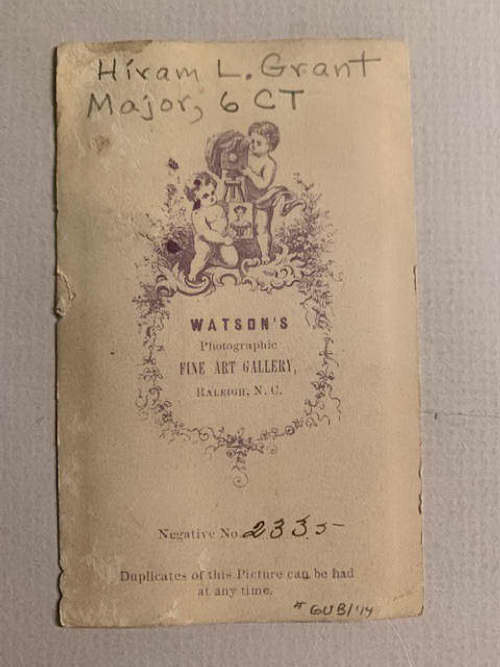 Hiram L. Grant
Major, 6 CT
WATSON'S
Photographic
FINE ART GALLERY,
RALEIGH, N. C.
Negative No. 2335
Duplicates of this Picture can be had
at any time.